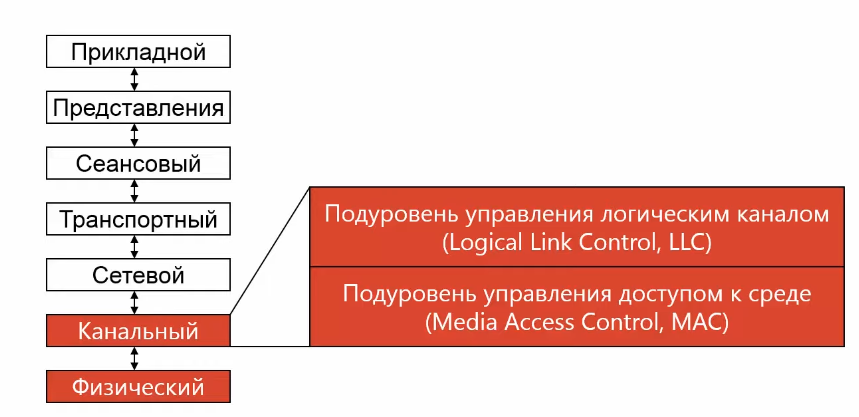 Прикладной
Представления
Сеансовый
Транспортный
Сетевой
Канальный
Физический
Подуровень управления логическим каналом
(Logical Link Control, LLC)
Подуровень управления доступом к среде
(Media Access Control, MAC)